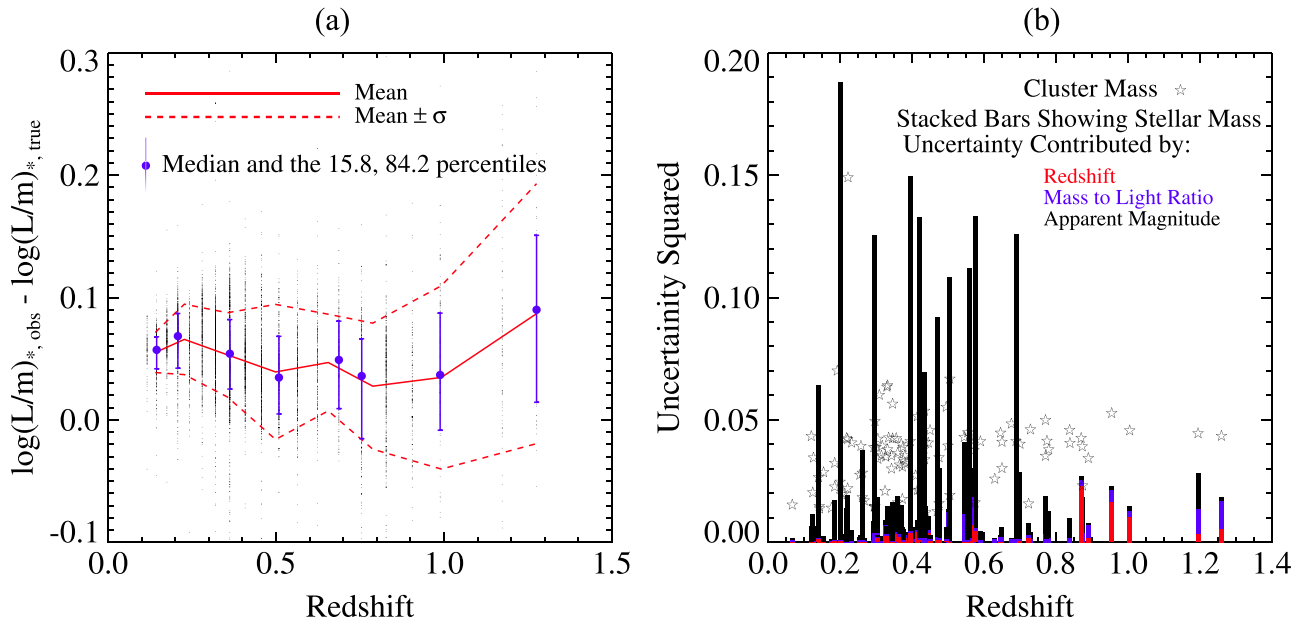 (a)
0.3
0.2
0.1
0.0
-0.1
log(L/m)*, obs - log(L/m)*, true
Mean
Mean ± σ
Median and the 15.8, 84.2 percentiles
0.0 0.5 1.0 1.5
Redshift
(b)
0.20
0.15
0.10
0.05
0.00
Uncertainty Squared
Cluster Mass ☆
Stacked Bars Showing Stellar Mass
Uncertainty Contributed by:
Redshift
Mass to Light Ratio
Apparent Magnitude
0.0 0.2 0.4 0.6 0.8 1.0 1.2 1.4
Redshift